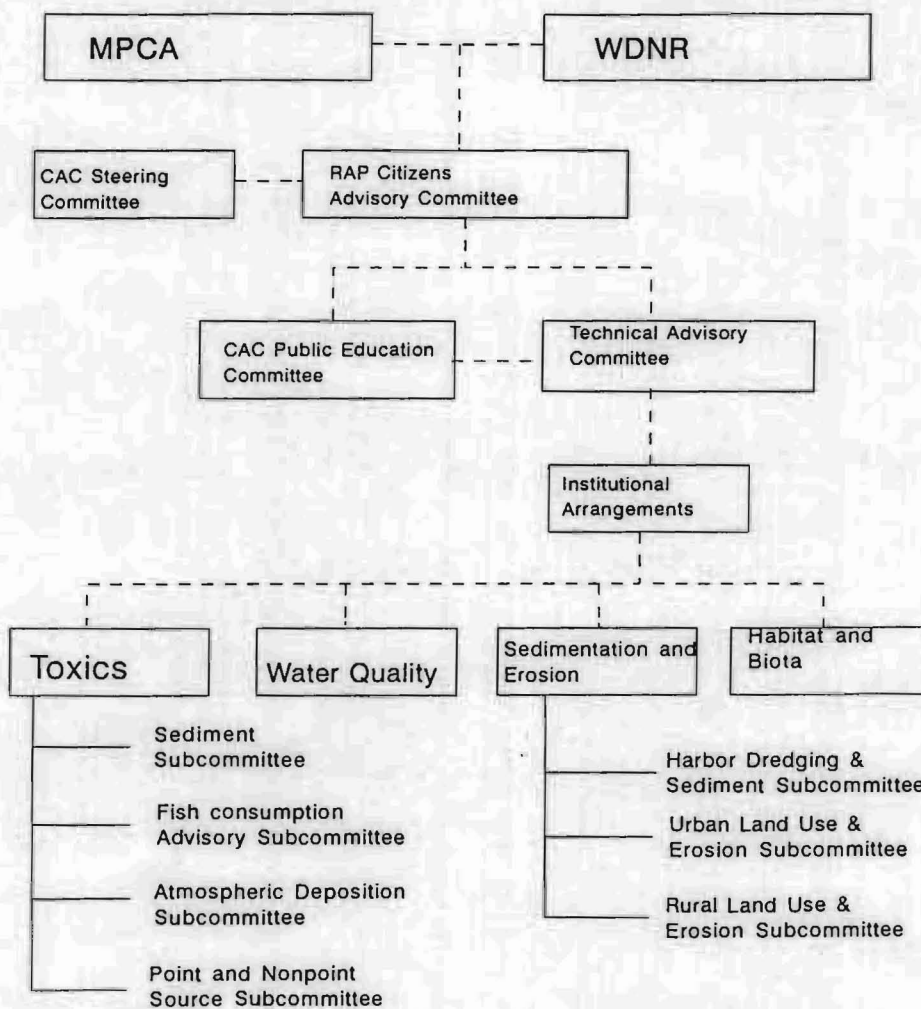 MPCA
WDNR
CAC Steering
Committee
RAP Citizens
Advisory Committee
CAC Public Education
Committee
Technical Advisory
Committee
Institutional
Arrangements
Toxics
Water Quality
Sedimentation and
Erosion
Habitat and
Biota
Sediment
Subcommittee
Fish consumption
Advisory Subcommittee
Atmospheric Deposition
Subcommittee
Point and Nonpoint
Source Subcommittee
Harbor Dredging &
Sediment Subcommittee
Urban Land Use &
Erosion Subcommittee
Rural Land Use &
Erosion Subcommittee